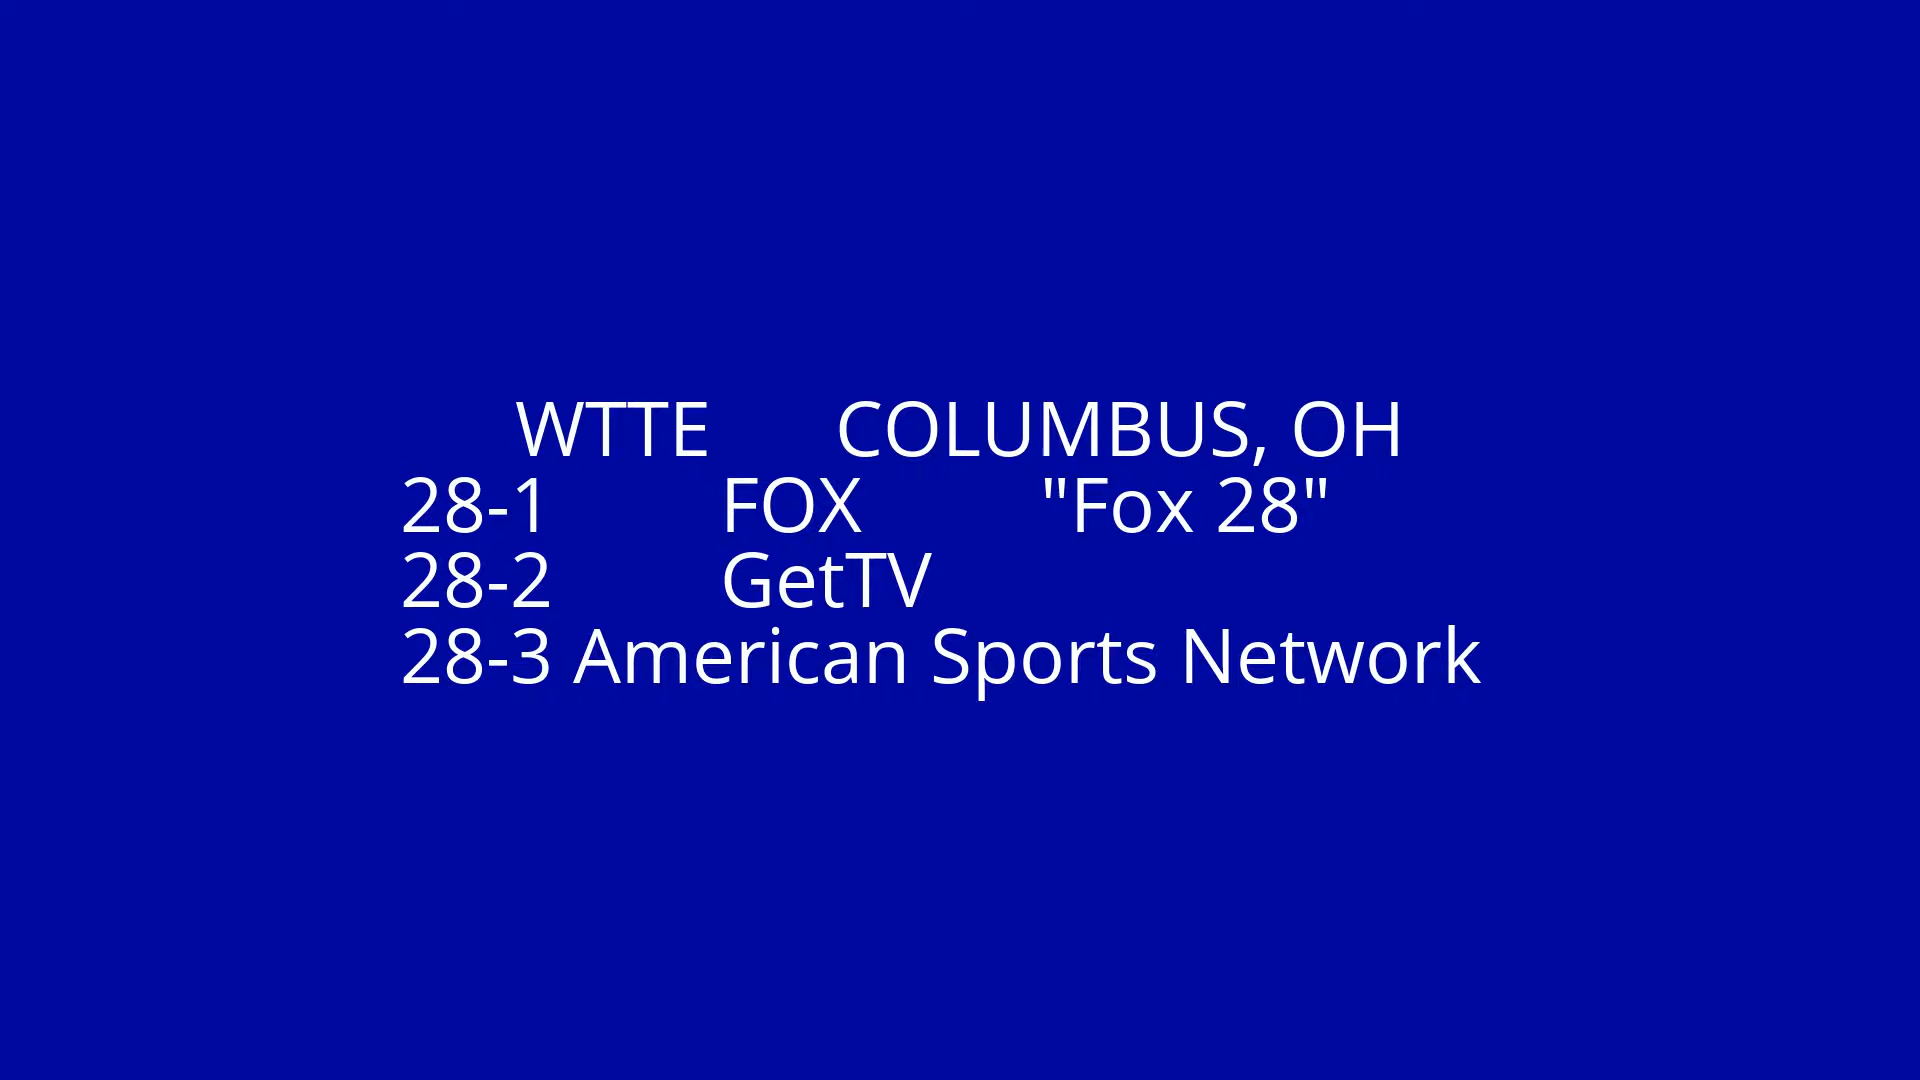 WTTE COLUMBUS, OH
28-1 FOX "Fox 28"
28-2 GetTV
28-3 American Sports Network